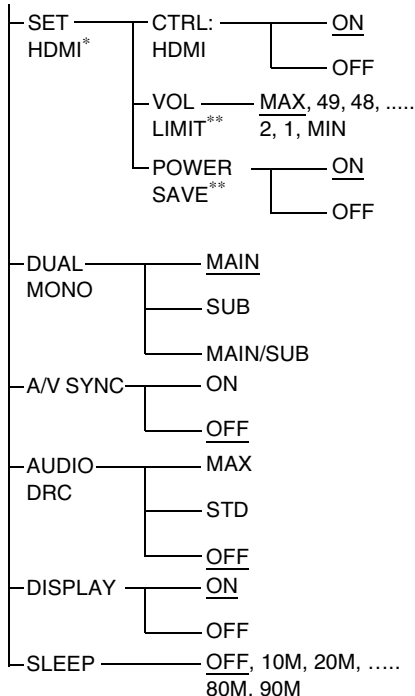 SET HDMI*
CTRL: HDMI
ON
OFF
VOL LIMIT**
MAX, 49, 48, .....
2, 1, MIN
POWER SAVE**
ON
OFF
DUAL MONO
MAIN
SUB
MAIN/SUB
A/V SYNC
ON
OFF
AUDIO DRC
MAX
STD
OFF
DISPLAY
ON
OFF
SLEEP
OFF, 10M, 20M, .....
80M, 90M